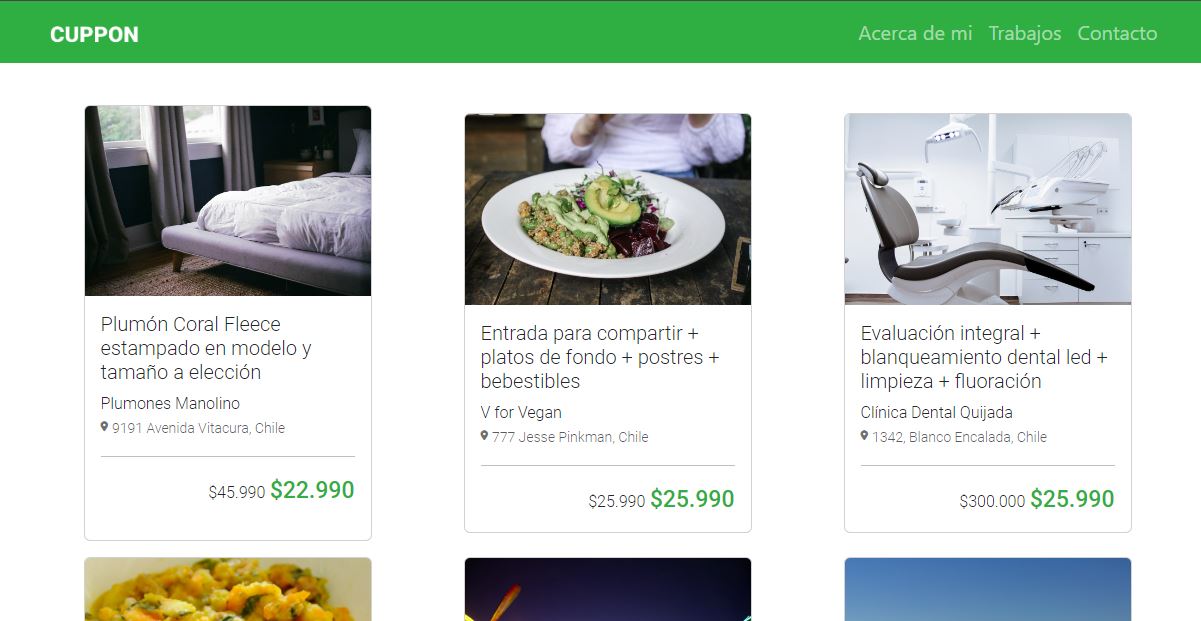 CUPPON
Acerca de mi Trabajos Contacto
Plumón Coral Fleece
estampado en modelo y
tamaño a elección
Plumones Manolino
9191 Avenida Vitacura, Chile
$45.990 $22.990
Entrada para compartir +
platos de fondo + postres +
bebestibles
V for Vegan
777 Jesse Pinkman, Chile
$25.990 $25.990
Evaluación integral +
blanqueamiento dental led +
limpieza + fluoración
Clínica Dental Quijada
1342, Blanco Encalada, Chile
$300.000 $25.990